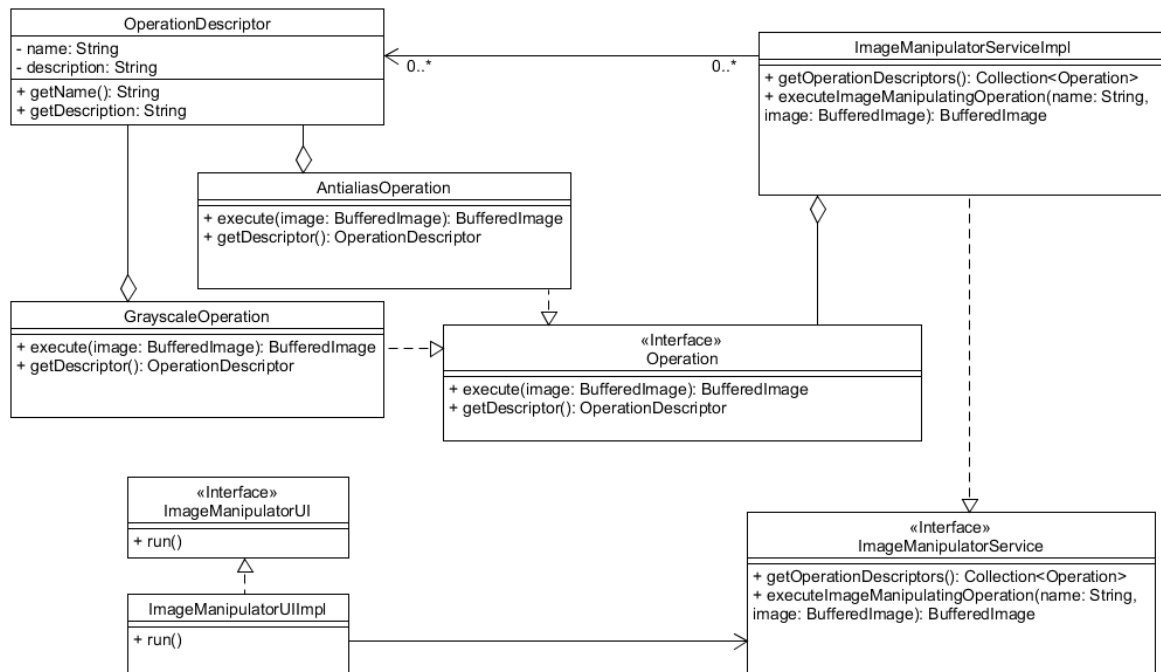 OperationDescriptor
- name: String
- description: String
+ getName(): String
+ getDescription: String
0..*
0..*
ImageManipulatorServiceImpl
+ getOperationDescriptors(): Collection<Operation>
+ executeImageManipulatingOperation(name: String,
image: BufferedImage): BufferedImage
AntialiasOperation
+ execute(image: BufferedImage): BufferedImage
+ getDescriptor(): OperationDescriptor
GrayscaleOperation
+ execute(image: BufferedImage): BufferedImage
+ getDescriptor(): OperationDescriptor
«Interface»
Operation
+ execute(image: BufferedImage): BufferedImage
+ getDescriptor(): OperationDescriptor
«Interface»
ImageManipulatorUI
+ run()
ImageManipulatorUIImpl
+ run()
«Interface»
ImageManipulatorService
+ getOperationDescriptors(): Collection<Operation>
+ executeImageManipulatingOperation(name: String,
image: BufferedImage): BufferedImage